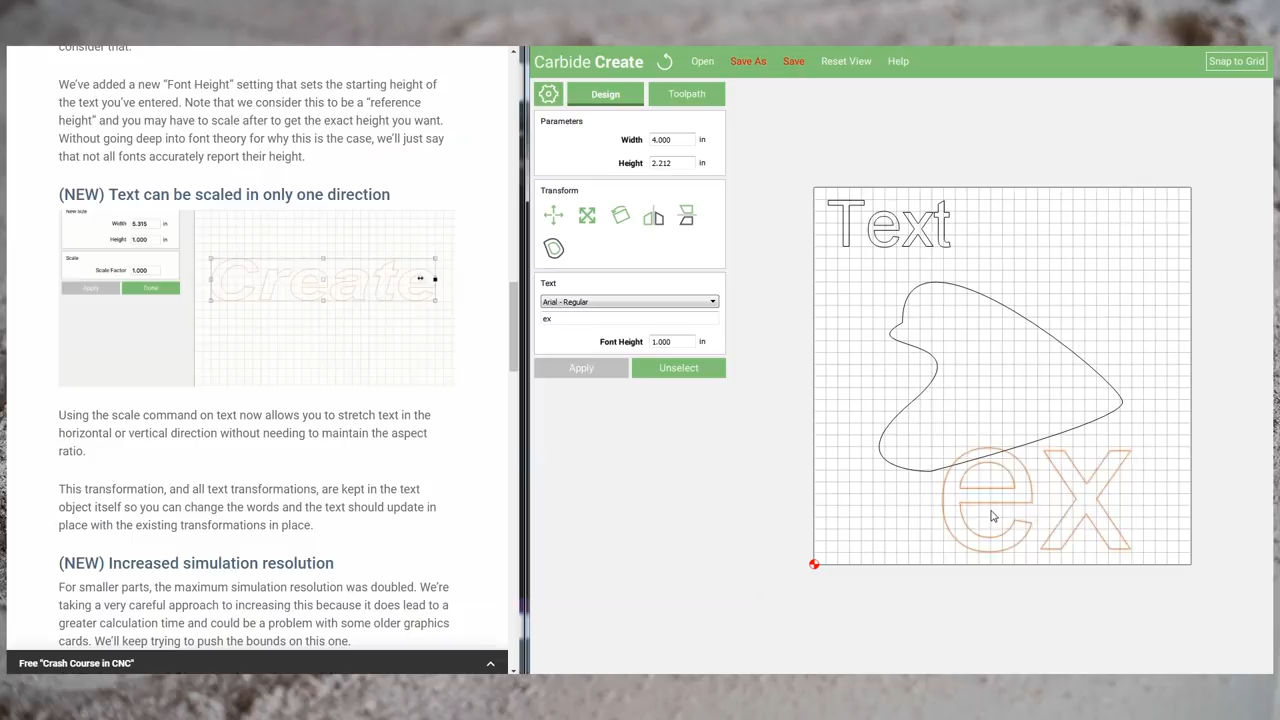 consider that.
We've added a new "Font Height" setting that sets the starting height of
the text you've entered. Note that we consider this to be a "reference
height" and you may have to scale after to get the exact height you want.
Without going deep into font theory for why this is the case, we'll just say
that not all fonts accurately report their height.
(NEW) Text can be scaled in only one direction
New Size
Width 5.315 in
Height 1.000 in
Scale
Scale Factor 1.000
Apply Done
Create
Using the scale command on text now allows you to stretch text in the
horizontal or vertical direction without needing to maintain the aspect
ratio.
This transformation, and all text transformations, are kept in the text
object itself so you can change the words and the text should update in
place with the existing transformations in place.
(NEW) Increased simulation resolution
For smaller parts, the maximum simulation resolution was doubled. We're
taking a very careful approach to increasing this because it does lead to a
greater calculation time and could be a problem with some older graphics
cards. We'll keep trying to push the bounds on this one.
Free "Crash Course in CNC"
Carbide Create Open Save As Save Reset View Help Snap to Grid
Design Toolpath
Parameters
Width 4.000 in
Height 2.212 in
Transform
Text
Arial - Regular
ex
Font Height 1.000 in
Apply Unselect
Text
ex